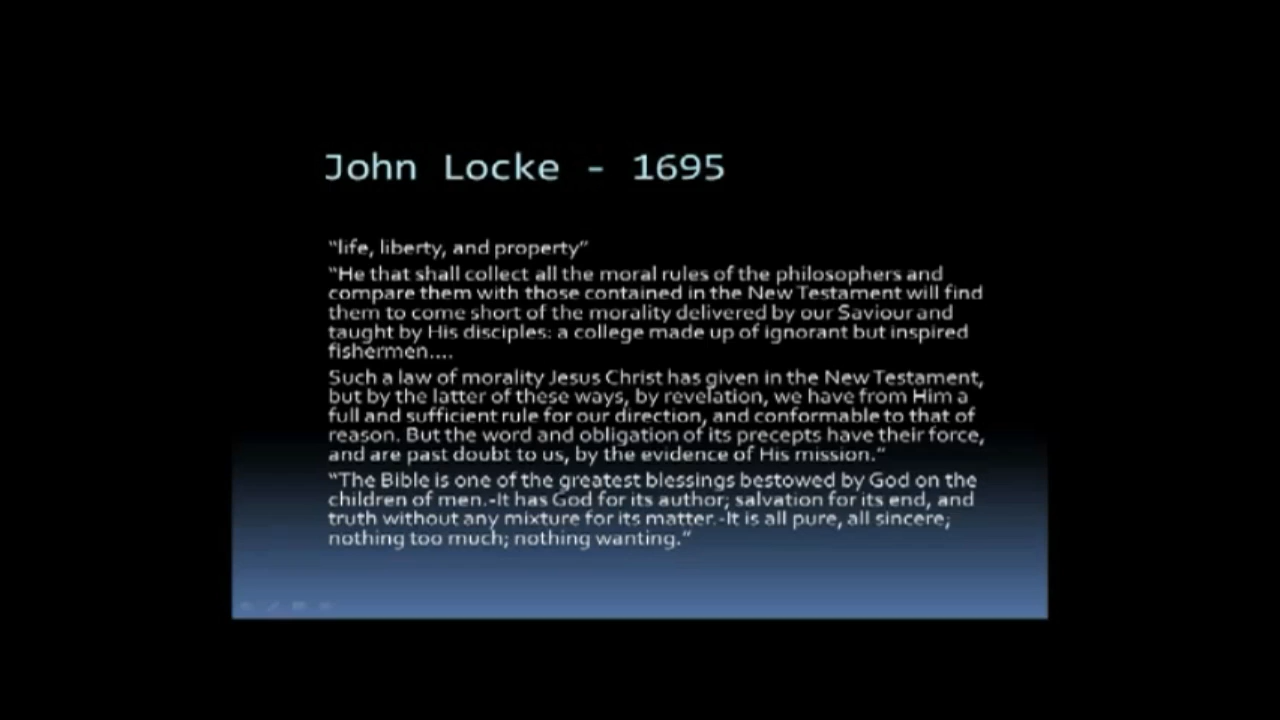 John Locke - 1695
“life, liberty, and property”
“He that shall collect all the moral rules of the philosophers and
compare them with those contained in the New Testament will find
them to come short of the morality delivered by our Saviour and
taught by His disciples: a college made up of ignorant but inspired
fishermen....
Such a law of morality Jesus Christ has given in the New Testament,
but by the latter of these ways, by revelation, we have from Him a
full and sufficient rule for our direction, and conformable to that of
reason. But the word and obligation of its precepts have their force,
and are past doubt to us, by the evidence of His mission.”
“The Bible is one of the greatest blessings bestowed by God on the
children of men.-It has God for its author; salvation for its end, and
truth without any mixture for its matter.-It is all pure, all sincere;
nothing too much; nothing wanting.”